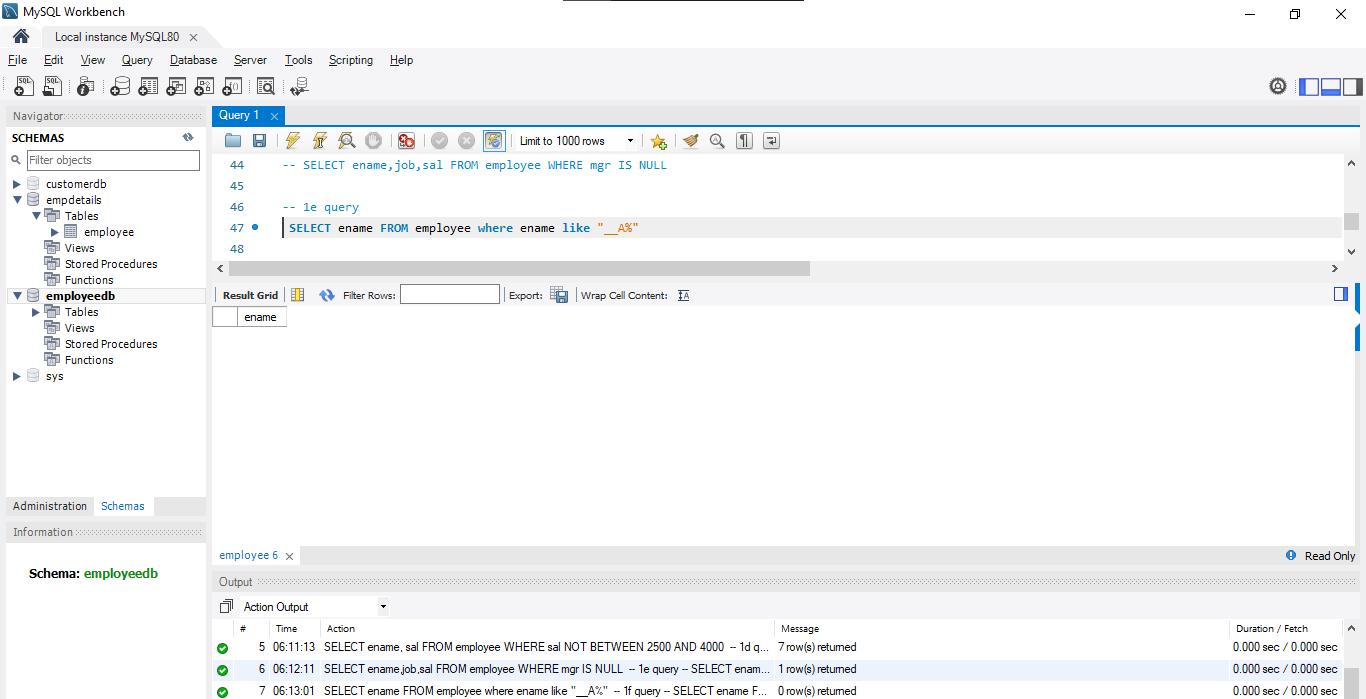 MySQL Workbench
Local instance MySQL80
File Edit View Query Database Server Tools Scripting Help
Navigator
SCHEMAS
Filter objects
customerdb
empdetails
Tables
employee
Views
Stored Procedures
Functions
employeedb
Tables
Views
Stored Procedures
Functions
sys
Administration Schemas
Information
Schema: employeedb
Query 1
Limit to 1000 rows
44 -- SELECT ename,job,sal FROM employee WHERE mgr IS NULL
45
46 -- 1e query
47 SELECT ename FROM employee where ename like "__A%"
48
Result Grid Filter Rows: Export: Wrap Cell Content:
ename
employee 6 Read Only
Output
Action Output
# Time Action Message Duration / Fetch
5 06:11:13 SELECT ename, sal FROM employee WHERE sal NOT BETWEEN 2500 AND 4000 -- 1d q... 7 row(s) returned 0.000 sec / 0.000 sec
6 06:12:11 SELECT ename,job,sal FROM employee WHERE mgr IS NULL -- 1e query -- SELECT enam... 1 row(s) returned 0.000 sec / 0.000 sec
7 06:13:01 SELECT ename FROM employee where ename like "__A%" -- 1f query -- SELECT ename F... 0 row(s) returned 0.000 sec / 0.000 sec